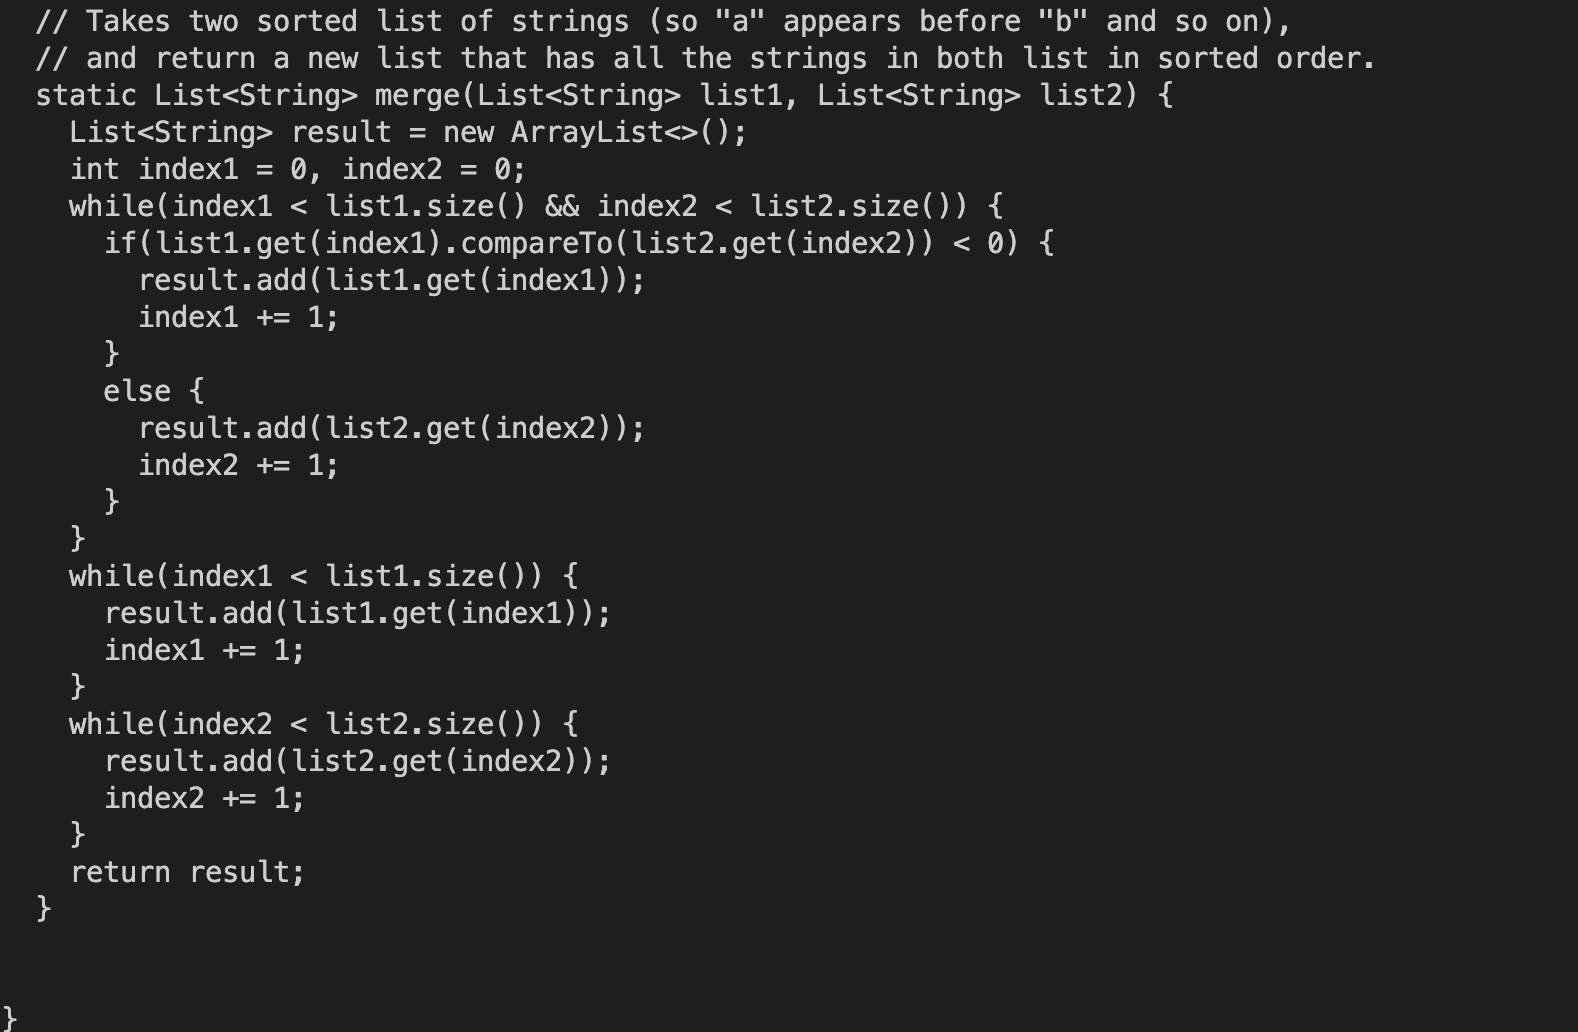 // Takes two sorted list of strings (so "a" appears before "b" and so on),
// and return a new list that has all the strings in both list in sorted order.
static List<String> merge(List<String> list1, List<String> list2) {
List<String> result = new ArrayList<>();
int index1 = 0, index2 = 0;
while(index1 < list1.size() && index2 < list2.size()) {
if(list1.get(index1).compareTo(list2.get(index2)) < 0) {
result.add(list1.get(index1));
index1 += 1;
}
else {
result.add(list2.get(index2));
index2 += 1;
}
}
while(index1 < list1.size()) {
result.add(list1.get(index1));
index1 += 1;
}
while(index2 < list2.size()) {
result.add(list2.get(index2));
index2 += 1;
}
return result;
}
}